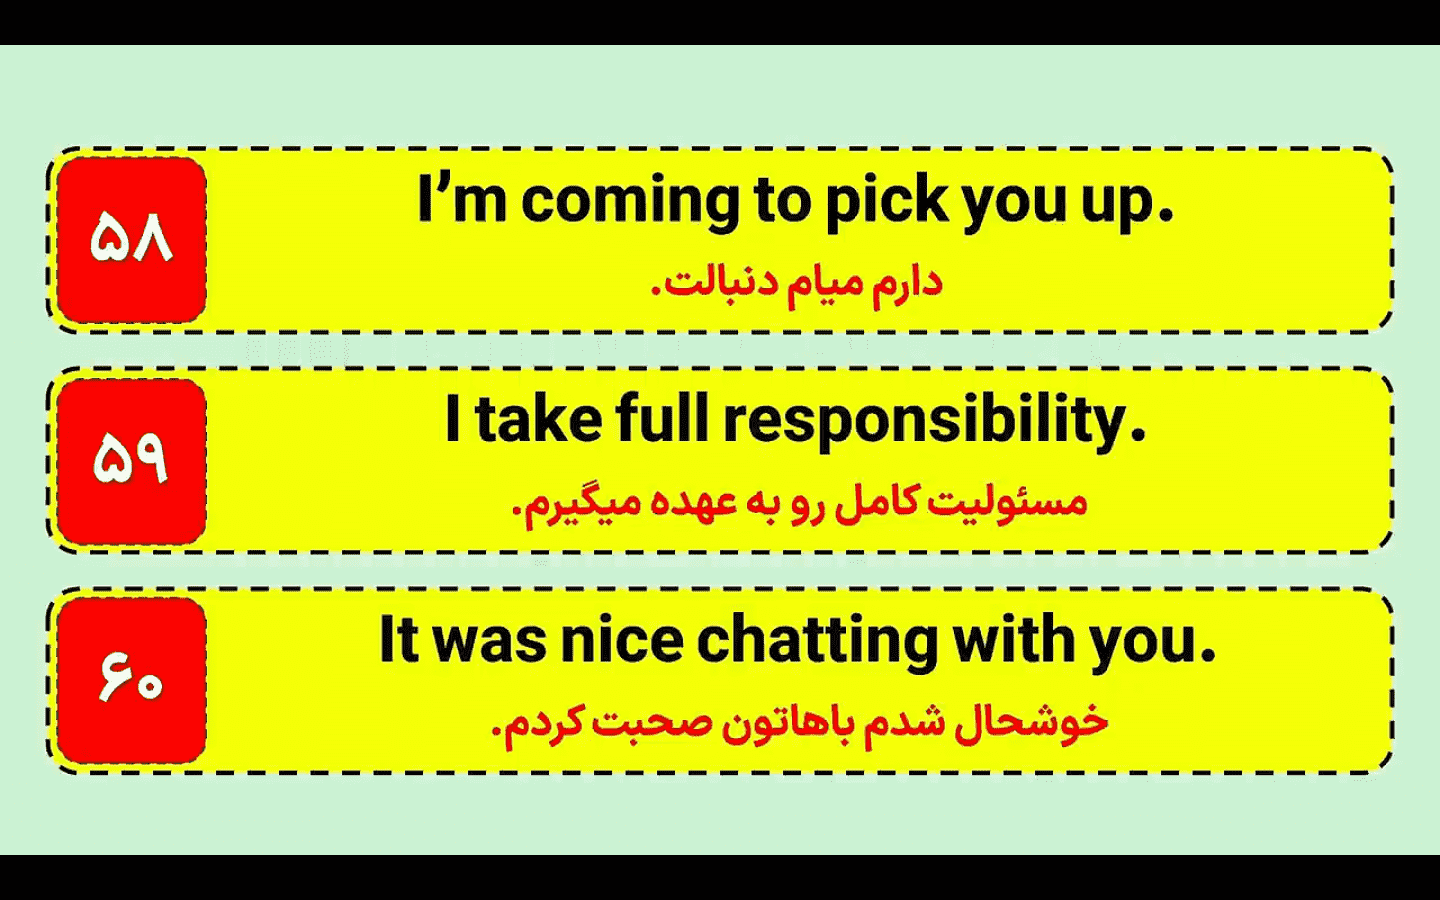 ۵۸
I’m coming to pick you up.
دارم میام دنبالت.
۵۹
I take full responsibility.
مسئولیت کامل رو به عهده میگیرم.
۶۰
It was nice chatting with you.
خوشحال شدم باهاتون صحبت کردم.